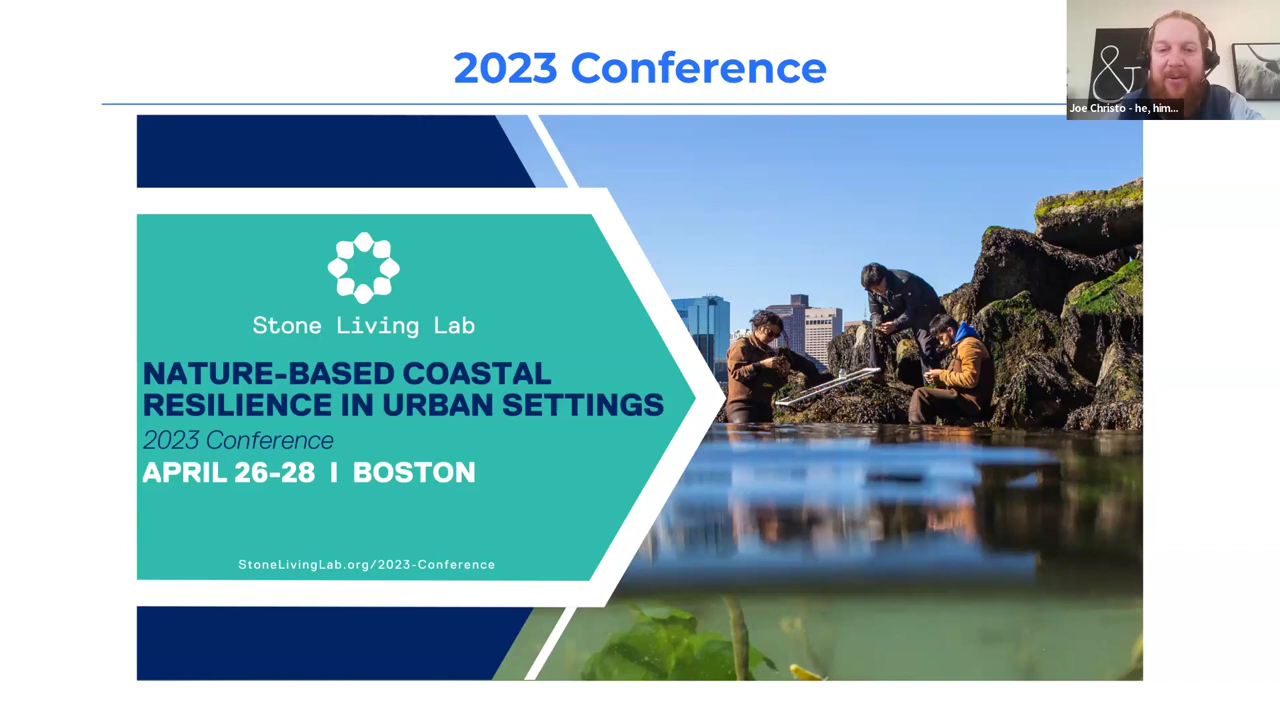 2023 Conference
Joe Christo - he, him...
&
Stone Living Lab
NATURE-BASED COASTAL
RESILIENCE IN URBAN SETTINGS
2023 Conference
APRIL 26-28 I BOSTON
StoneLivingLab.org/2023-Conference